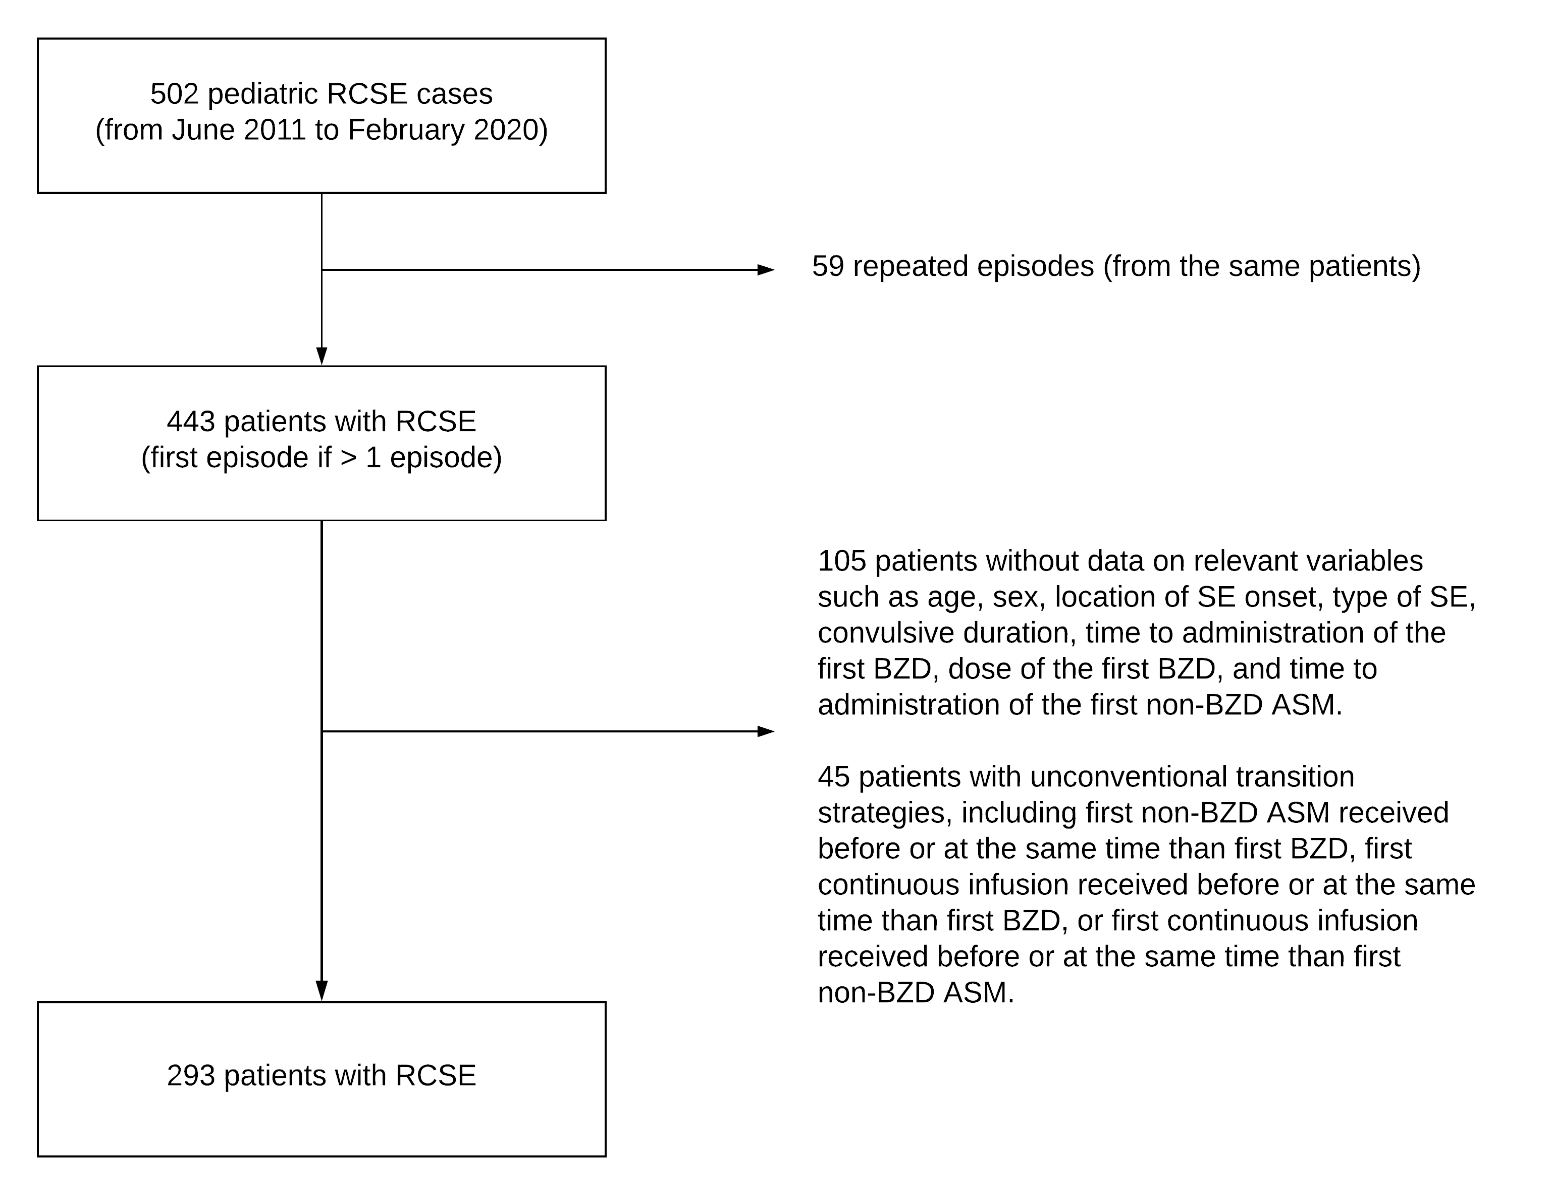 502 pediatric RCSE cases
(from June 2011 to February 2020)
59 repeated episodes (from the same patients)
443 patients with RCSE
(first episode if > 1 episode)
105 patients without data on relevant variables
such as age, sex, location of SE onset, type of SE,
convulsive duration, time to administration of the
first BZD, dose of the first BZD, and time to
administration of the first non-BZD ASM.
45 patients with unconventional transition
strategies, including first non-BZD ASM received
before or at the same time than first BZD, first
continuous infusion received before or at the same
time than first BZD, or first continuous infusion
received before or at the same time than first
non-BZD ASM.
293 patients with RCSE